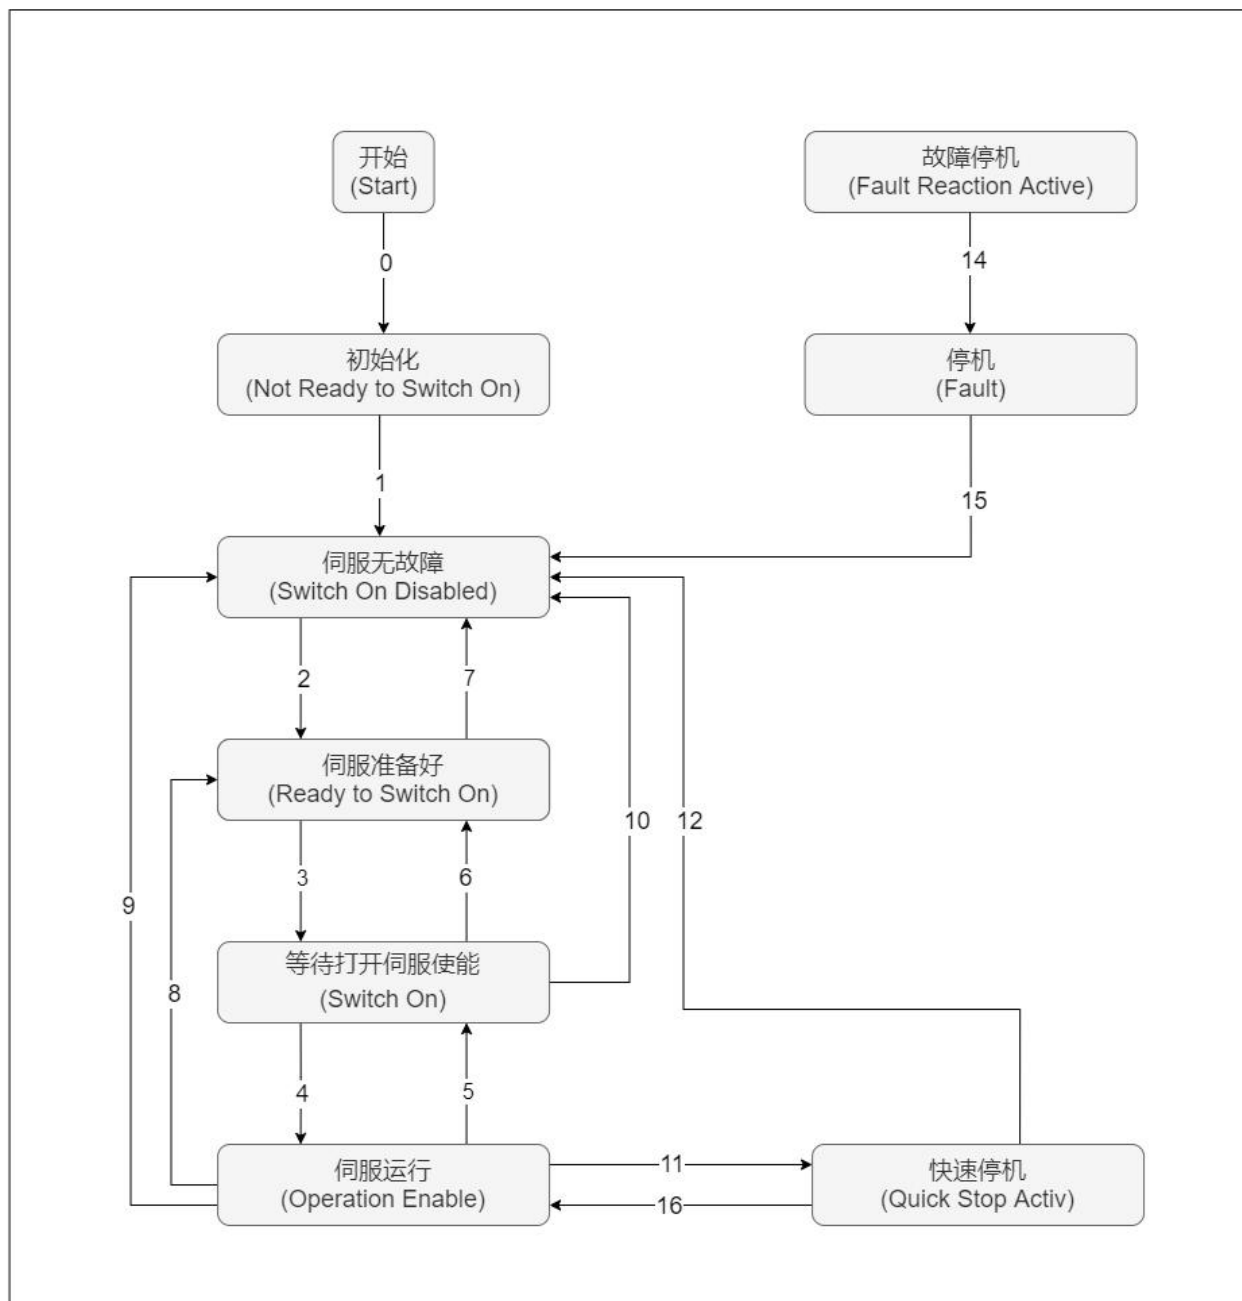 开始
(Start)
故障停机
(Fault Reaction Active)
0
14
初始化
(Not Ready to Switch On)
停机
(Fault)
1
15
伺服无故障
(Switch On Disabled)
2
7
伺服准备好
(Ready to Switch On)
10
12
3
6
9
等待打开伺服使能
(Switch On)
8
4
5
伺服运行
(Operation Enable)
11
16
快速停机
(Quick Stop Activ)